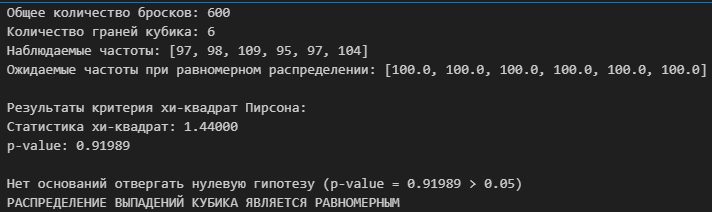 Общее количество бросков: 600
Количество граней кубика: 6
Наблюдаемые частоты: [97, 98, 109, 95, 97, 104]
Ожидаемые частоты при равномерном распределении: [100.0, 100.0, 100.0, 100.0, 100.0, 100.0]
Результаты критерия хи-квадрат Пирсона:
Статистика хи-квадрат: 1.44000
p-value: 0.91989
Нет оснований отвергать нулевую гипотезу (p-value = 0.91989 > 0.05)
РАСПРЕДЕЛЕНИЕ ВЫПАДЕНИЙ КУБИКА ЯВЛЯЕТСЯ РАВНОМЕРНЫМ